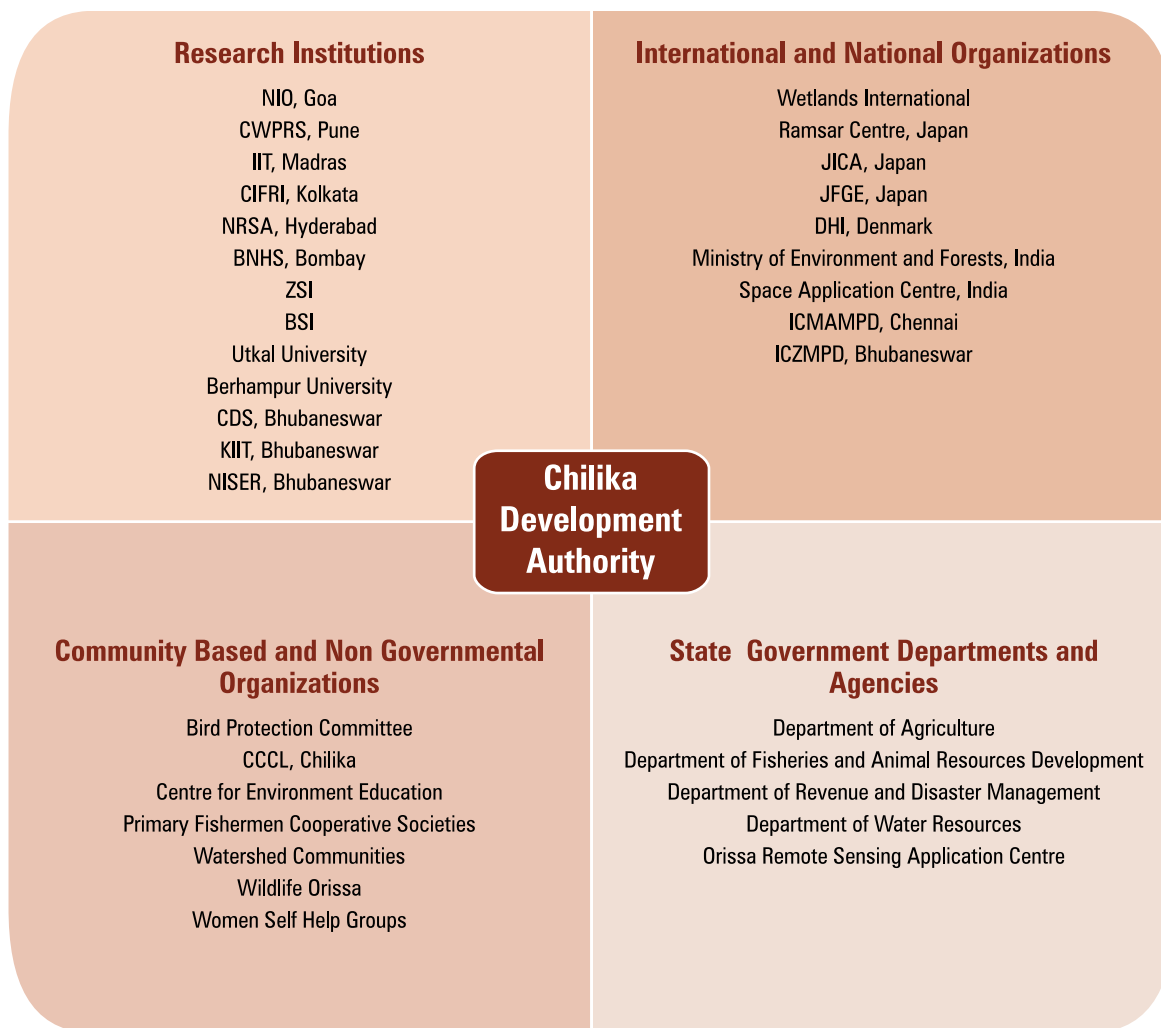 Research Institutions
NIO, Goa
CWPRS, Pune
IIT, Madras
CIFRI, Kolkata
NRSA, Hyderabad
BNHS, Bombay
ZSI
BSI
Utkal University
Berhampur University
CDS, Bhubaneswar
KIIT, Bhubaneswar
NISER, Bhubaneswar
International and National Organizations
Wetlands International
Ramsar Centre, Japan
JICA, Japan
JFGE, Japan
DHI, Denmark
Ministry of Environment and Forests, India
Space Application Centre, India
ICMAMPD, Chennai
ICZMPD, Bhubaneswar
Chilika
Development
Authority
Community Based and Non Governmental
Organizations
Bird Protection Committee
CCCL, Chilika
Centre for Environment Education
Primary Fishermen Cooperative Societies
Watershed Communities
Wildlife Orissa
Women Self Help Groups
State Government Departments and
Agencies
Department of Agriculture
Department of Fisheries and Animal Resources Development
Department of Revenue and Disaster Management
Department of Water Resources
Orissa Remote Sensing Application Centre